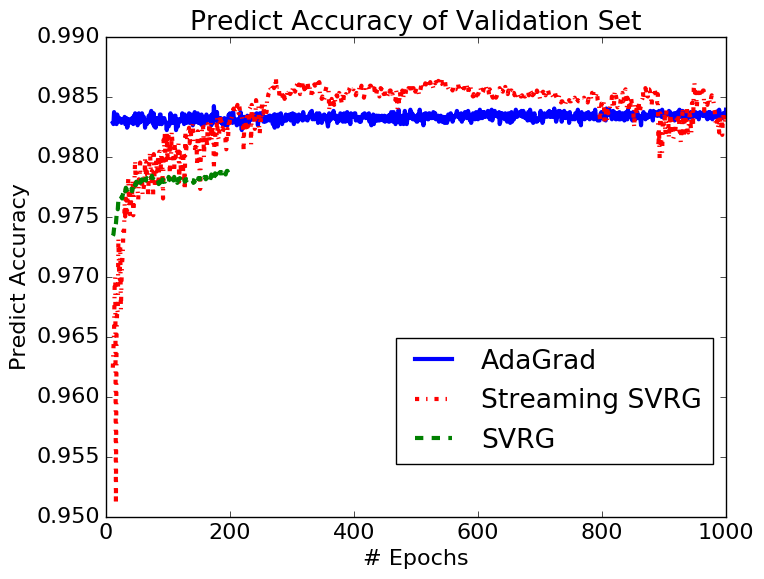 Predict Accuracy of Validation Set
0.990
0.985
0.980
0.975
0.970
0.965
0.960
0.955
0.950
Predict Accuracy
AdaGrad
Streaming SVRG
SVRG
0 200 400 600 800 1000
# Epochs